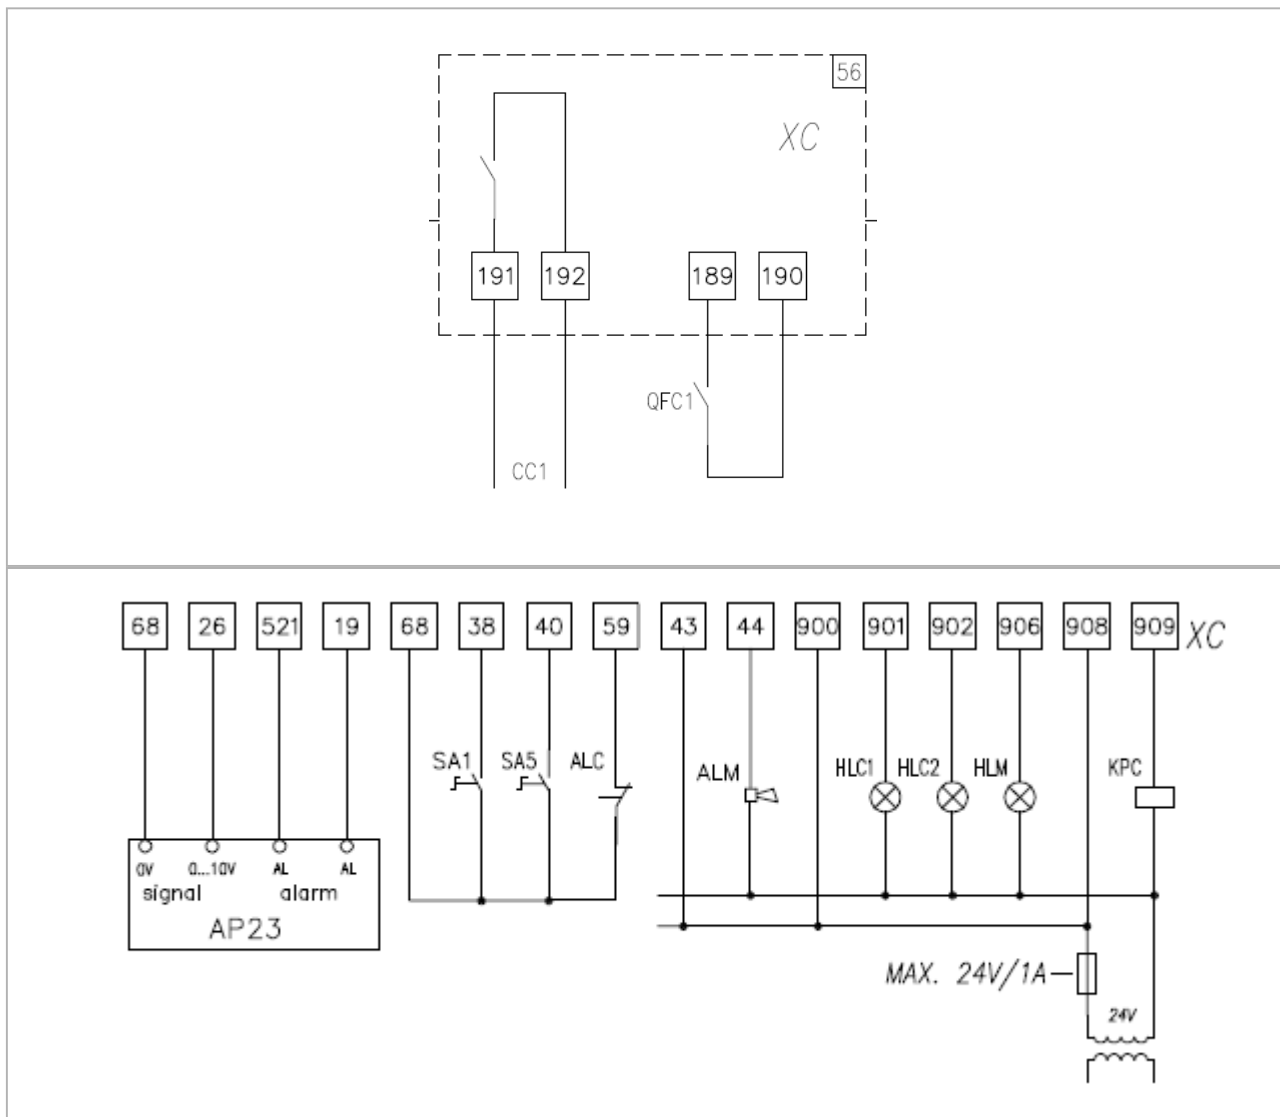 56
XC
191 192 189 190
QFC1
CC1
68 26 521 19 68 38 40 59 43 44 900 901 902 906 908 909 XC
SA1 SA5 ALC ALM HLC1 HLC2 HLM KPC
0V 0...10V AL AL
signal alarm
AP23
MAX. 24V/1A
24V